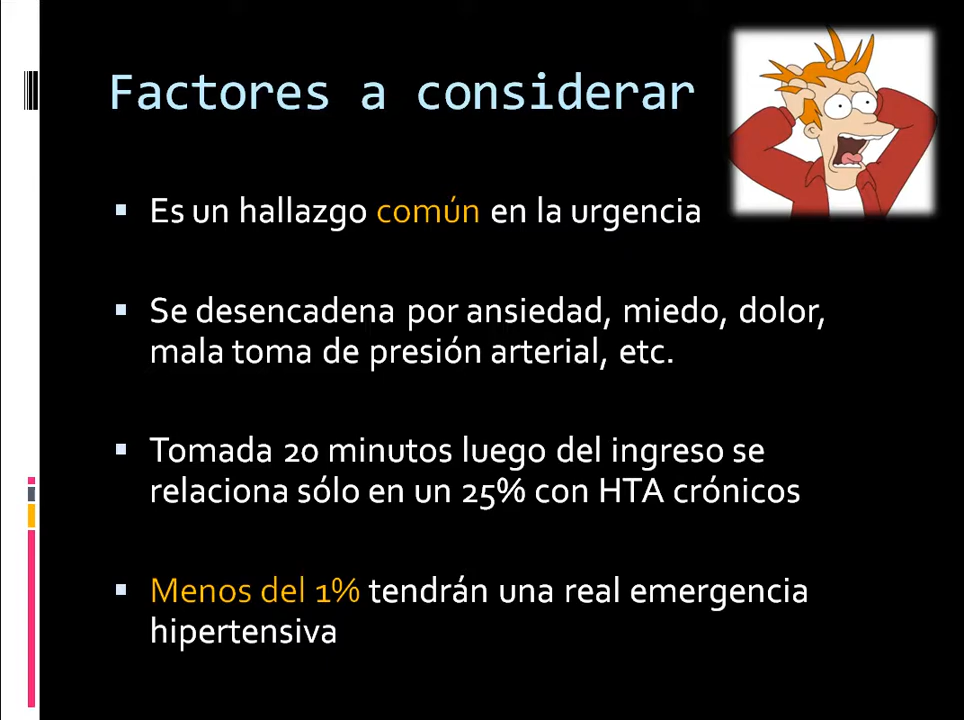 Factores a considerar
Es un hallazgo común en la urgencia
Se desencadena por ansiedad, miedo, dolor,
mala toma de presión arterial, etc.
Tomada 20 minutos luego del ingreso se
relaciona sólo en un 25% con HTA crónicos
Menos del 1% tendrán una real emergencia
hipertensiva